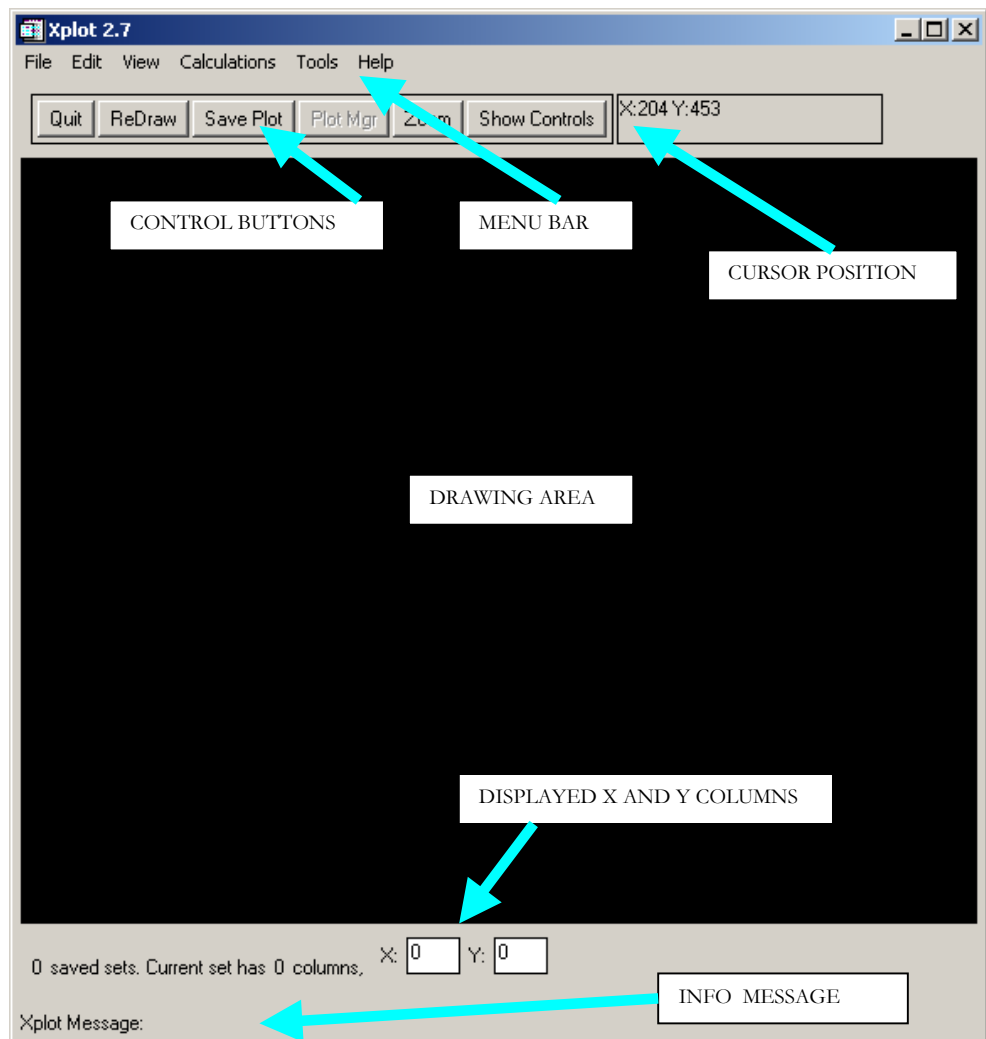 Xplot 2.7
File Edit View Calculations Tools Help
Quit ReDraw Save Plot Plot Mgr Zoom Show Controls X:204 Y:453
CONTROL BUTTONS MENU BAR
CURSOR POSITION
DRAWING AREA
DISPLAYED X AND Y COLUMNS
0 saved sets. Current set has 0 columns, X: 0 Y: 0
INFO MESSAGE
Xplot Message: